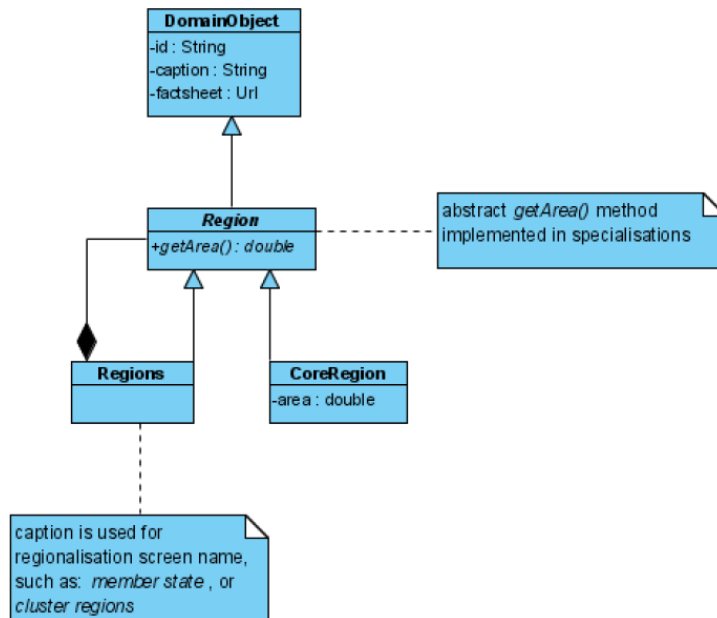 DomainObject
-id : String
-caption : String
-factsheet : Url
Region
+getArea() : double
abstract getArea() method
implemented in specialisations
Regions
CoreRegion
-area : double
caption is used for
regionalisation screen name,
such as: member state , or
cluster regions